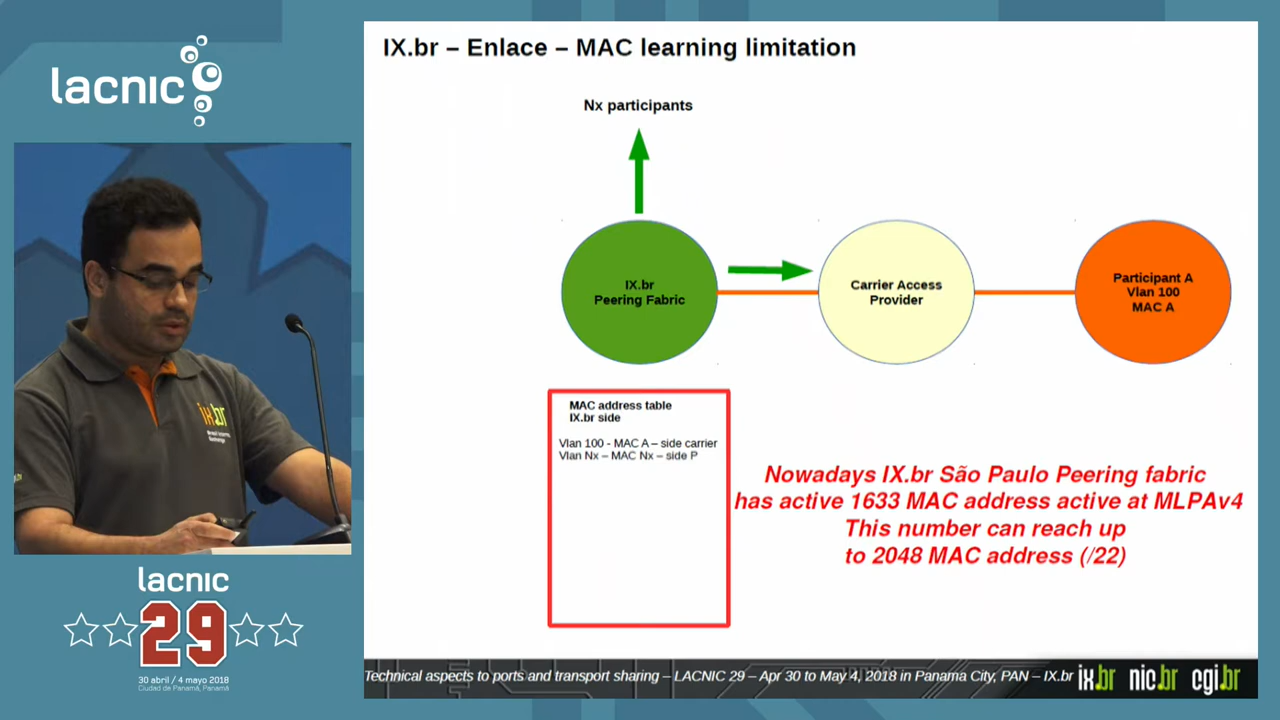 lacnic
IX.br – Enlace – MAC learning limitation
Nx participants
IX.br
Peering Fabric
Carrier Access
Provider
Participant A
Vlan 100
MAC A
MAC address table
IX.br side
Vlan 100 - MAC A – side carrier
Vlan Nx – MAC Nx – side P
Nowadays IX.br São Paulo Peering fabric
has active 1633 MAC address active at MLPAv4
This number can reach up
to 2048 MAC address (/22)
ix.br
lacnic
29
30 abril / 4 mayo 2018
Ciudad de Panamá, Panamá
Technical aspects to ports and transport sharing – LACNIC 29 – Apr 30 to May 4, 2018 in Panama City, PAN – IX.br
ix.br nic.br cgi.br